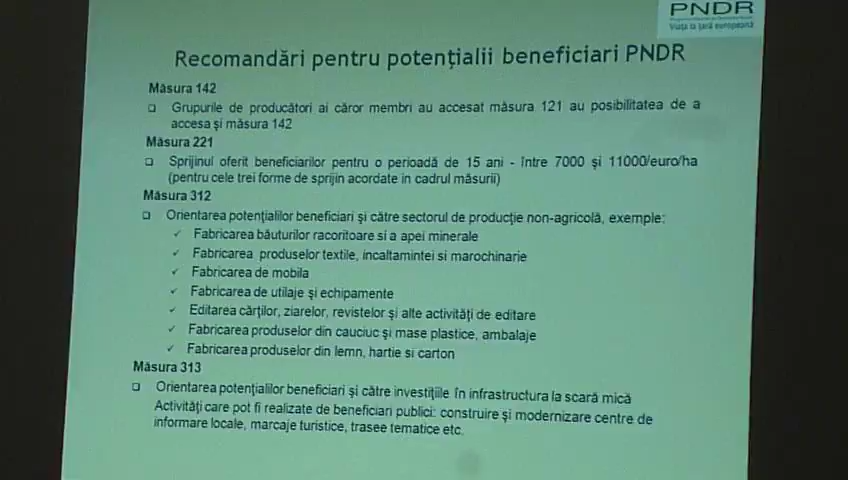 PNDR
Viața la țară europeană
Recomandări pentru potențialii beneficiari PNDR
Măsura 142
Grupurile de producători ai căror membri au accesat măsura 121 au posibilitatea de a
accesa și măsura 142
Măsura 221
Sprijinul oferit beneficiarilor pentru o perioadă de 15 ani - între 7000 și 11000/euro/ha
(pentru cele trei forme de sprijin acordate in cadrul măsurii)
Măsura 312
Orientarea potențialilor beneficiari și către sectorul de producție non-agricolă, exemple:
Fabricarea băuturilor racoritoare si a apei minerale
Fabricarea produselor textile, incaltamintei si marochinarie
Fabricarea de mobila
Fabricarea de utilaje și echipamente
Editarea cărților, ziarelor, revistelor și alte activități de editare
Fabricarea produselor din cauciuc și mase plastice, ambalaje
Fabricarea produselor din lemn, hartie si carton
Măsura 313
Orientarea potențialilor beneficiari și către investițiile în infrastructura la scară mică
Activități care pot fi realizate de beneficiari publici: construire și modernizare centre de
informare locale, marcaje turistice, trasee tematice etc.